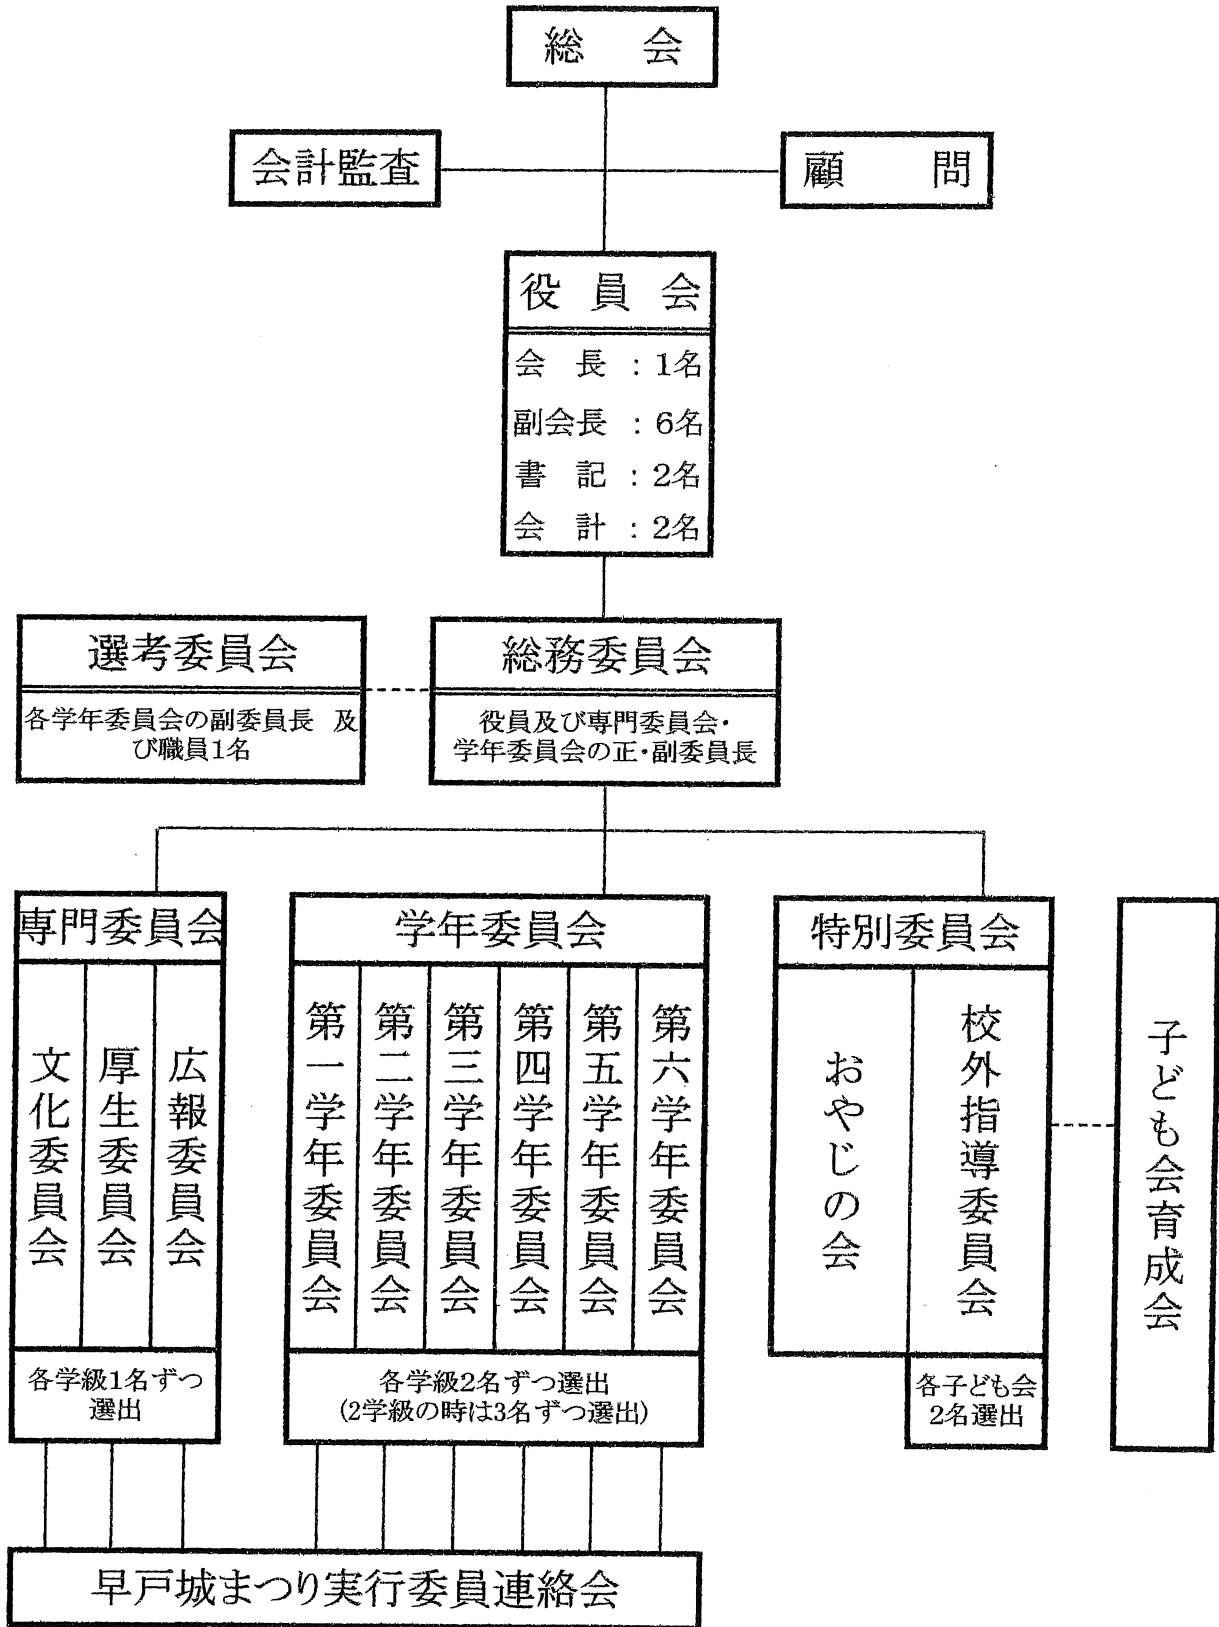 総　会
会計監査
顧　問
役　員　会
会　長　：1名
副会長　：6名
書　記　：2名
会　計　：2名
選考委員会
各学年委員会の副委員長　及
び職員1名
総務委員会
役員及び専門委員会・
学年委員会の正・副委員長
専門委員会
文化委員会
厚生委員会
広報委員会
各学級1名ずつ
選出
学年委員会
第一学年委員会
第二学年委員会
第三学年委員会
第四学年委員会
第五学年委員会
第六学年委員会
各学級2名ずつ選出
(2学級の時は3名ずつ選出)
特別委員会
おやじの会
校外指導委員会
各子ども会
2名選出
子ども会育成会
早戸城まつり実行委員連絡会